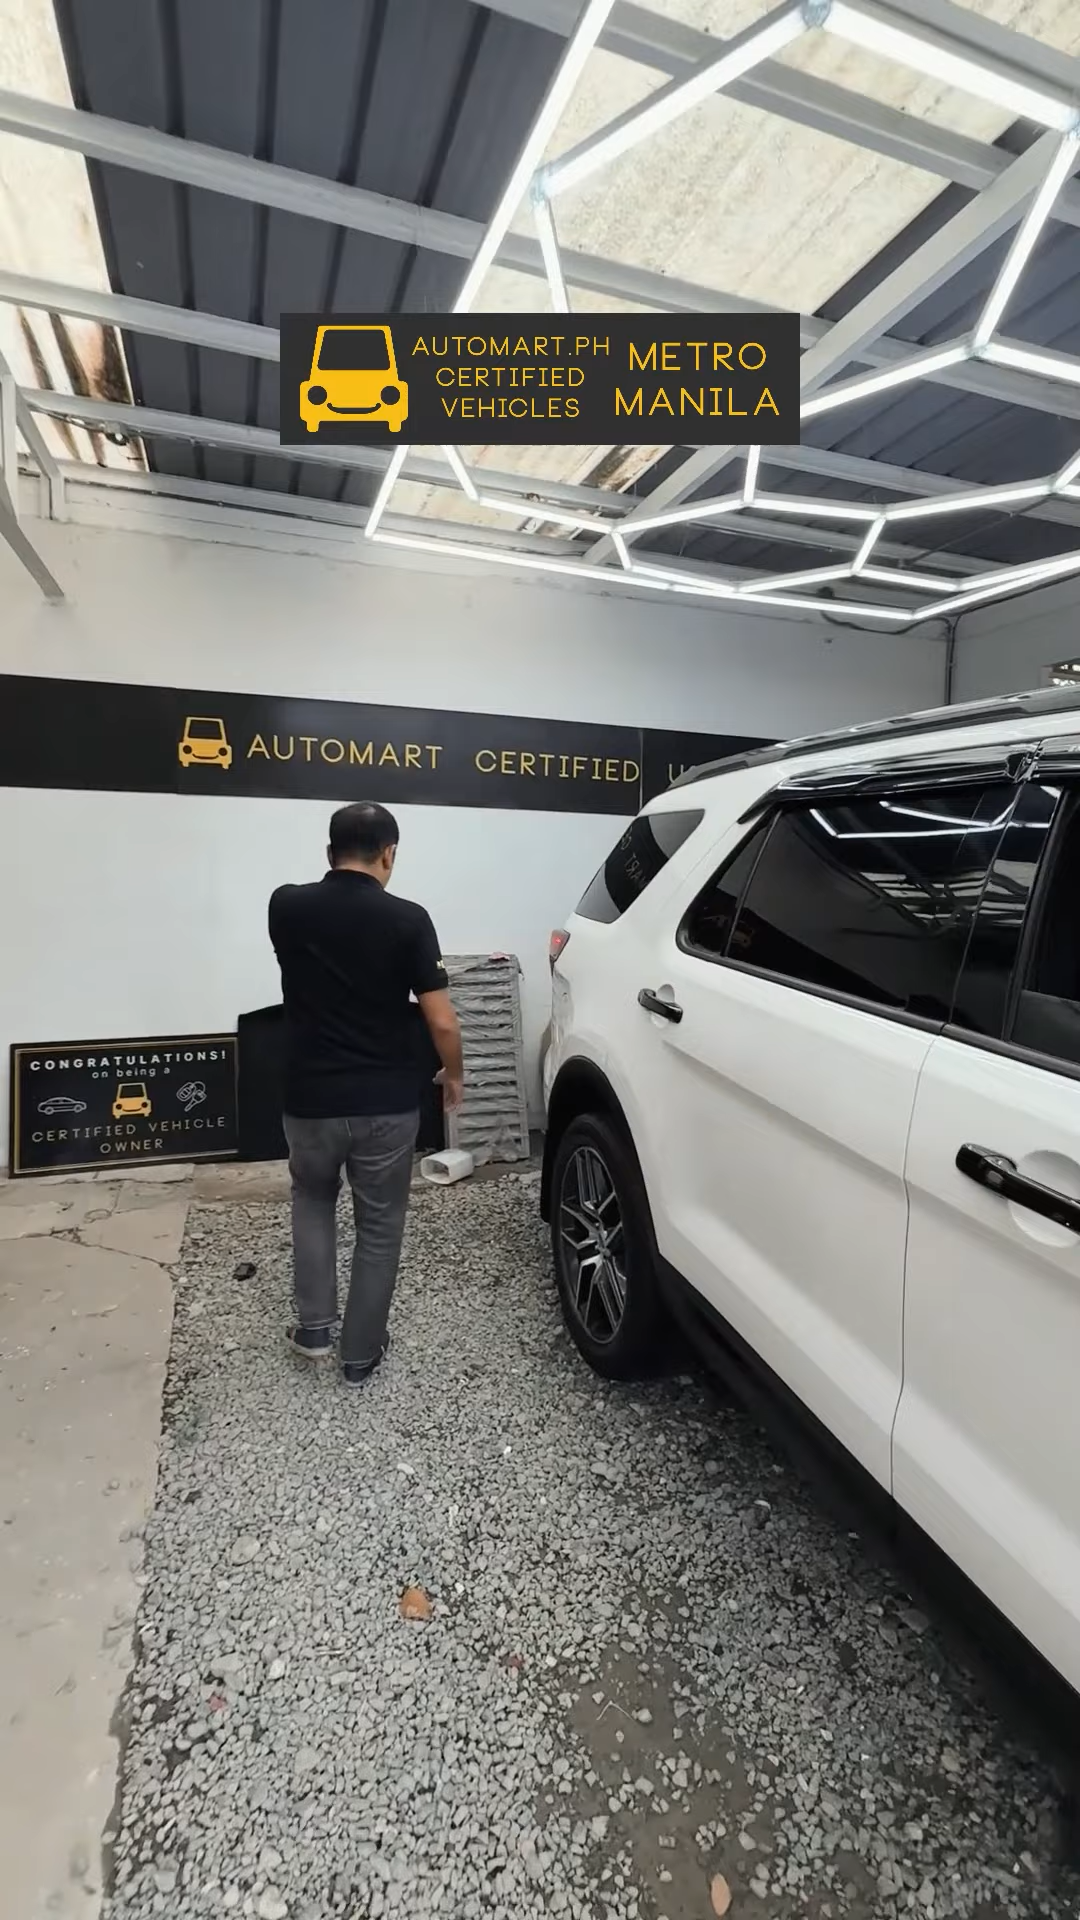 AUTOMART.PH
CERTIFIED
VEHICLES
METRO
MANILA
AUTOMART CERTIFIED
CONGRATULATIONS!
on being a
CERTIFIED VEHICLE
OWNER